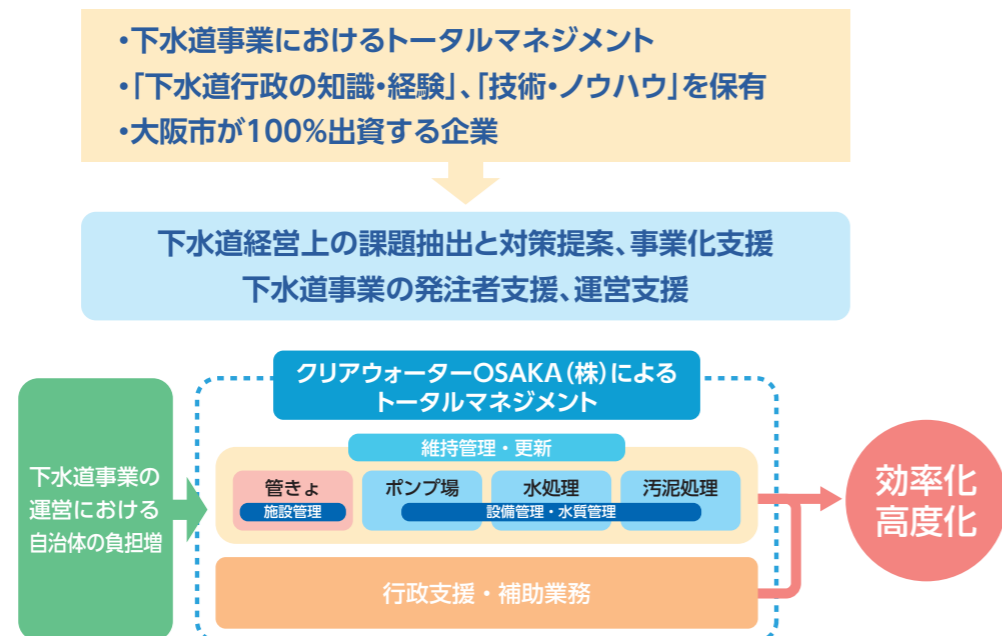 ・下水道事業におけるトータルマネジメント
・「下水道行政の知識・経験」、「技術・ノウハウ」を保有
・大阪市が100%出資する企業
下水道経営上の課題抽出と対策提案、事業化支援
下水道事業の発注者支援、運営支援
クリアウォーターOSAKA(株)による
トータルマネジメント
下水道事業の
運営における
自治体の負担増
維持管理・更新
管きょ
ポンプ場
水処理
汚泥処理
施設管理
設備管理・水質管理
行政支援・補助業務
効率化
高度化